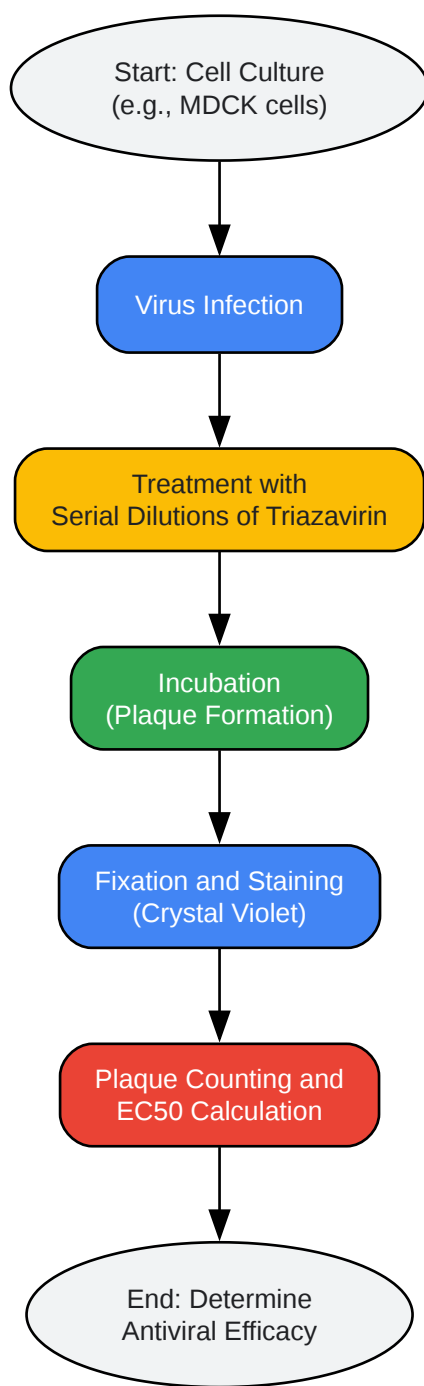 Start: Cell Culture
(e.g., MDCK cells)
Virus Infection
Treatment with
Serial Dilutions of Triazavirin
Incubation
(Plaque Formation)
Fixation and Staining
(Crystal Violet)
Plaque Counting and
EC50 Calculation
End: Determine
Antiviral Efficacy